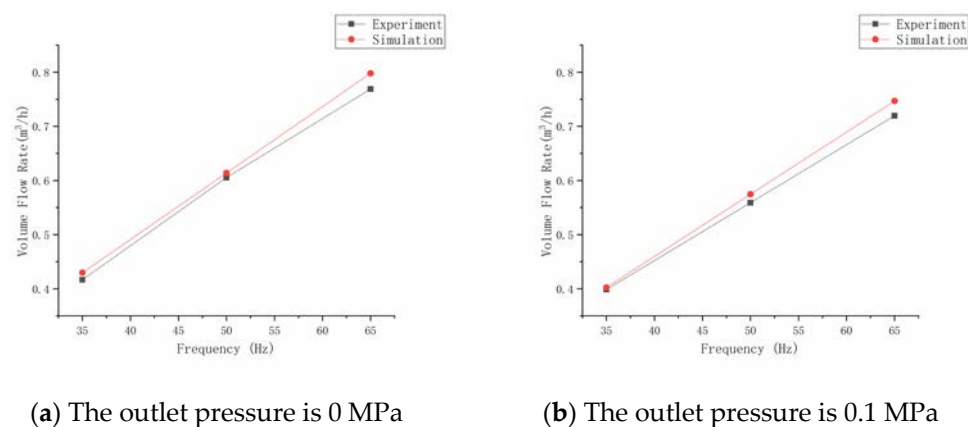 Experiment
Simulation
Volume Flow Rate(m³/h)
0.8
0.7
0.6
0.5
0.4
35 40 45 50 55 60 65
Frequency (Hz)
(a) The outlet pressure is 0 MPa
Experiment
Simulation
Volume Flow Rate(m³/h)
0.8
0.7
0.6
0.5
0.4
35 40 45 50 55 60 65
Frequency (Hz)
(b) The outlet pressure is 0.1 MPa